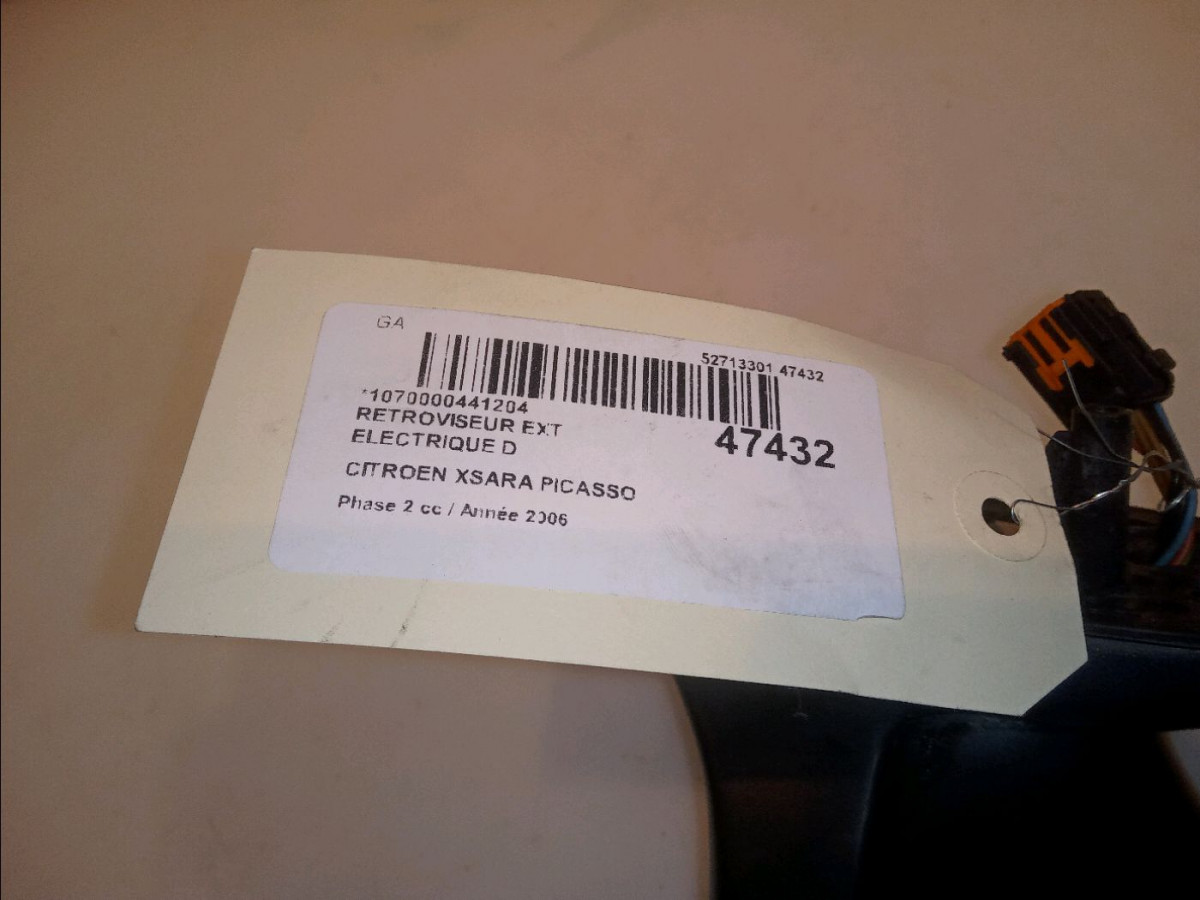 GA
52713301 47432
*1070000441204
RETROVISEUR EXT
ELECTRIQUE D
47432
CITROEN XSARA PICASSO
Phase 2 cc / Année 2006